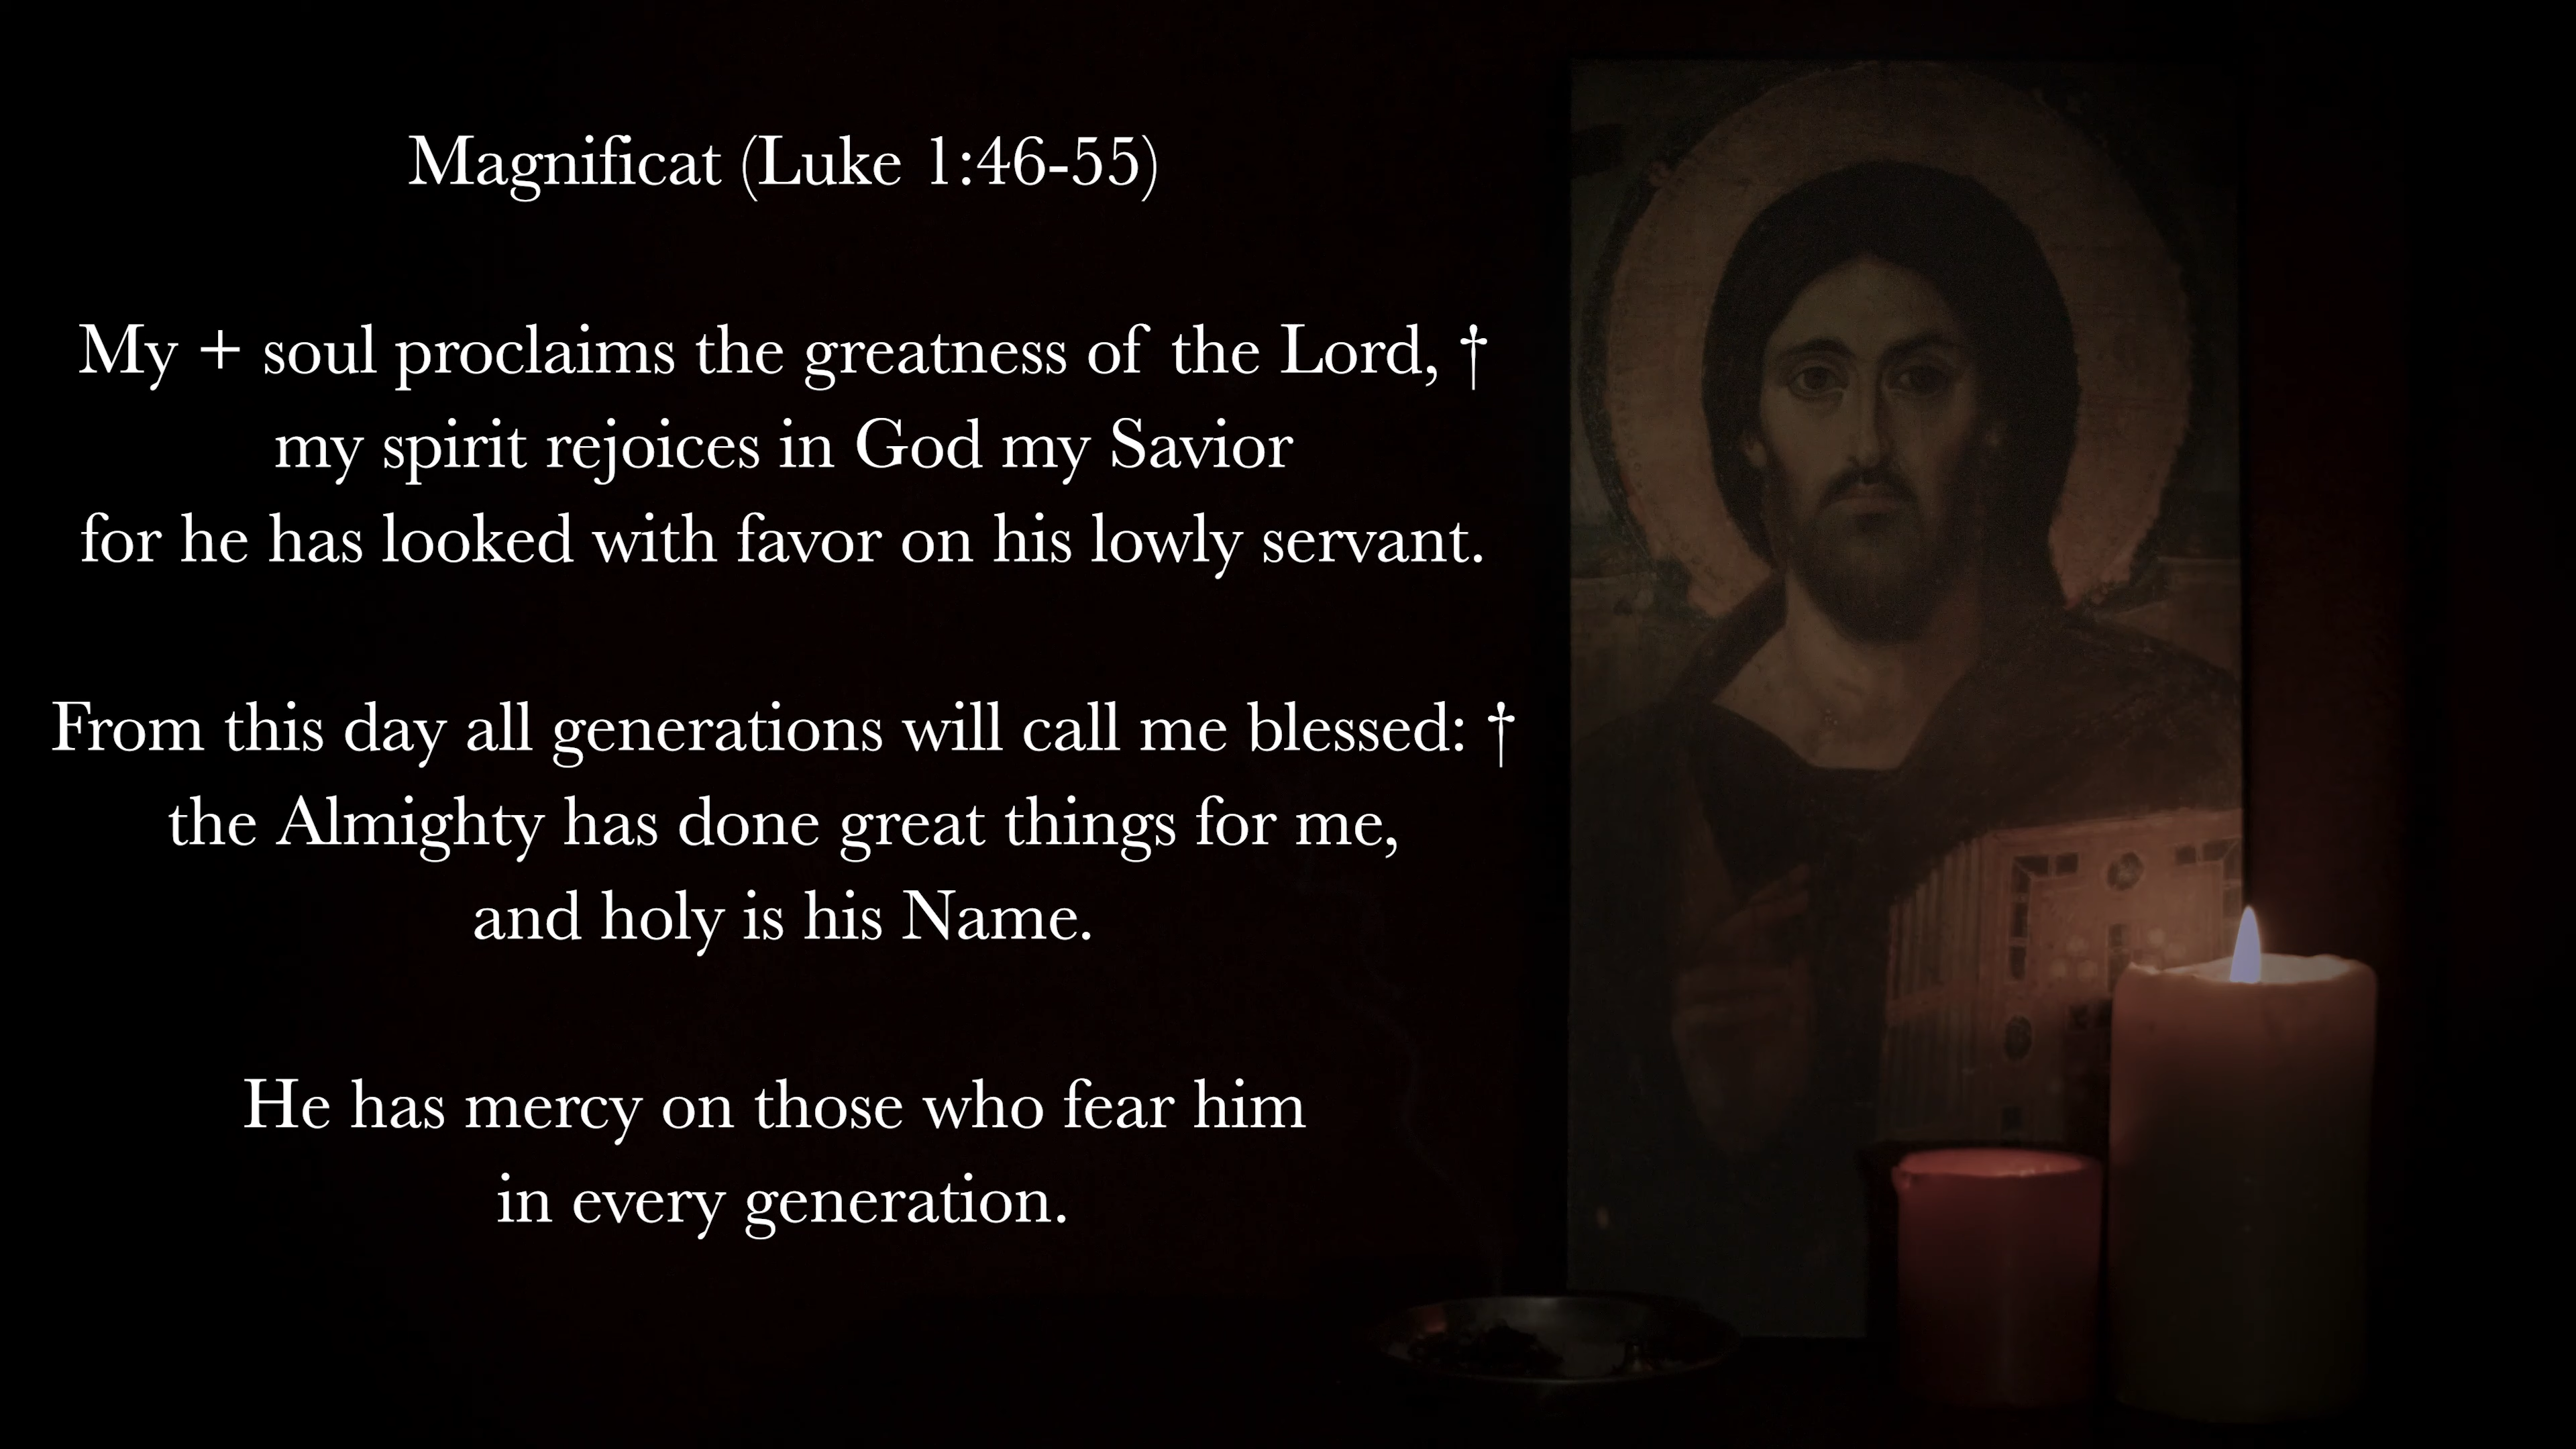 Magnificat (Luke 1:46-55)
My + soul proclaims the greatness of the Lord, †
my spirit rejoices in God my Savior
for he has looked with favor on his lowly servant.
From this day all generations will call me blessed: †
the Almighty has done great things for me,
and holy is his Name.
He has mercy on those who fear him
in every generation.